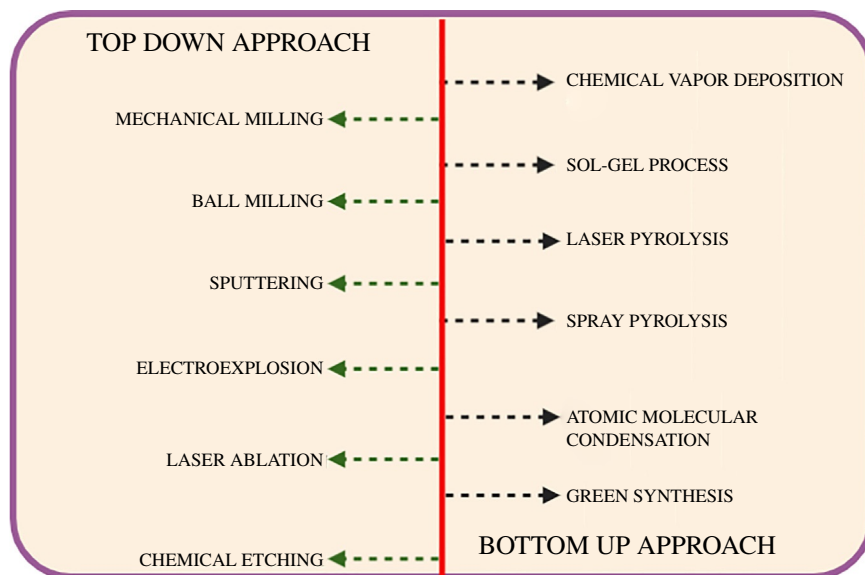 TOP DOWN APPROACH
MECHANICAL MILLING
BALL MILLING
SPUTTERING
ELECTROEXPLOSION
LASER ABLATION
CHEMICAL ETCHING
CHEMICAL VAPOR DEPOSITION
SOL-GEL PROCESS
LASER PYROLYSIS
SPRAY PYROLYSIS
ATOMIC MOLECULAR
CONDENSATION
GREEN SYNTHESIS
BOTTOM UP APPROACH